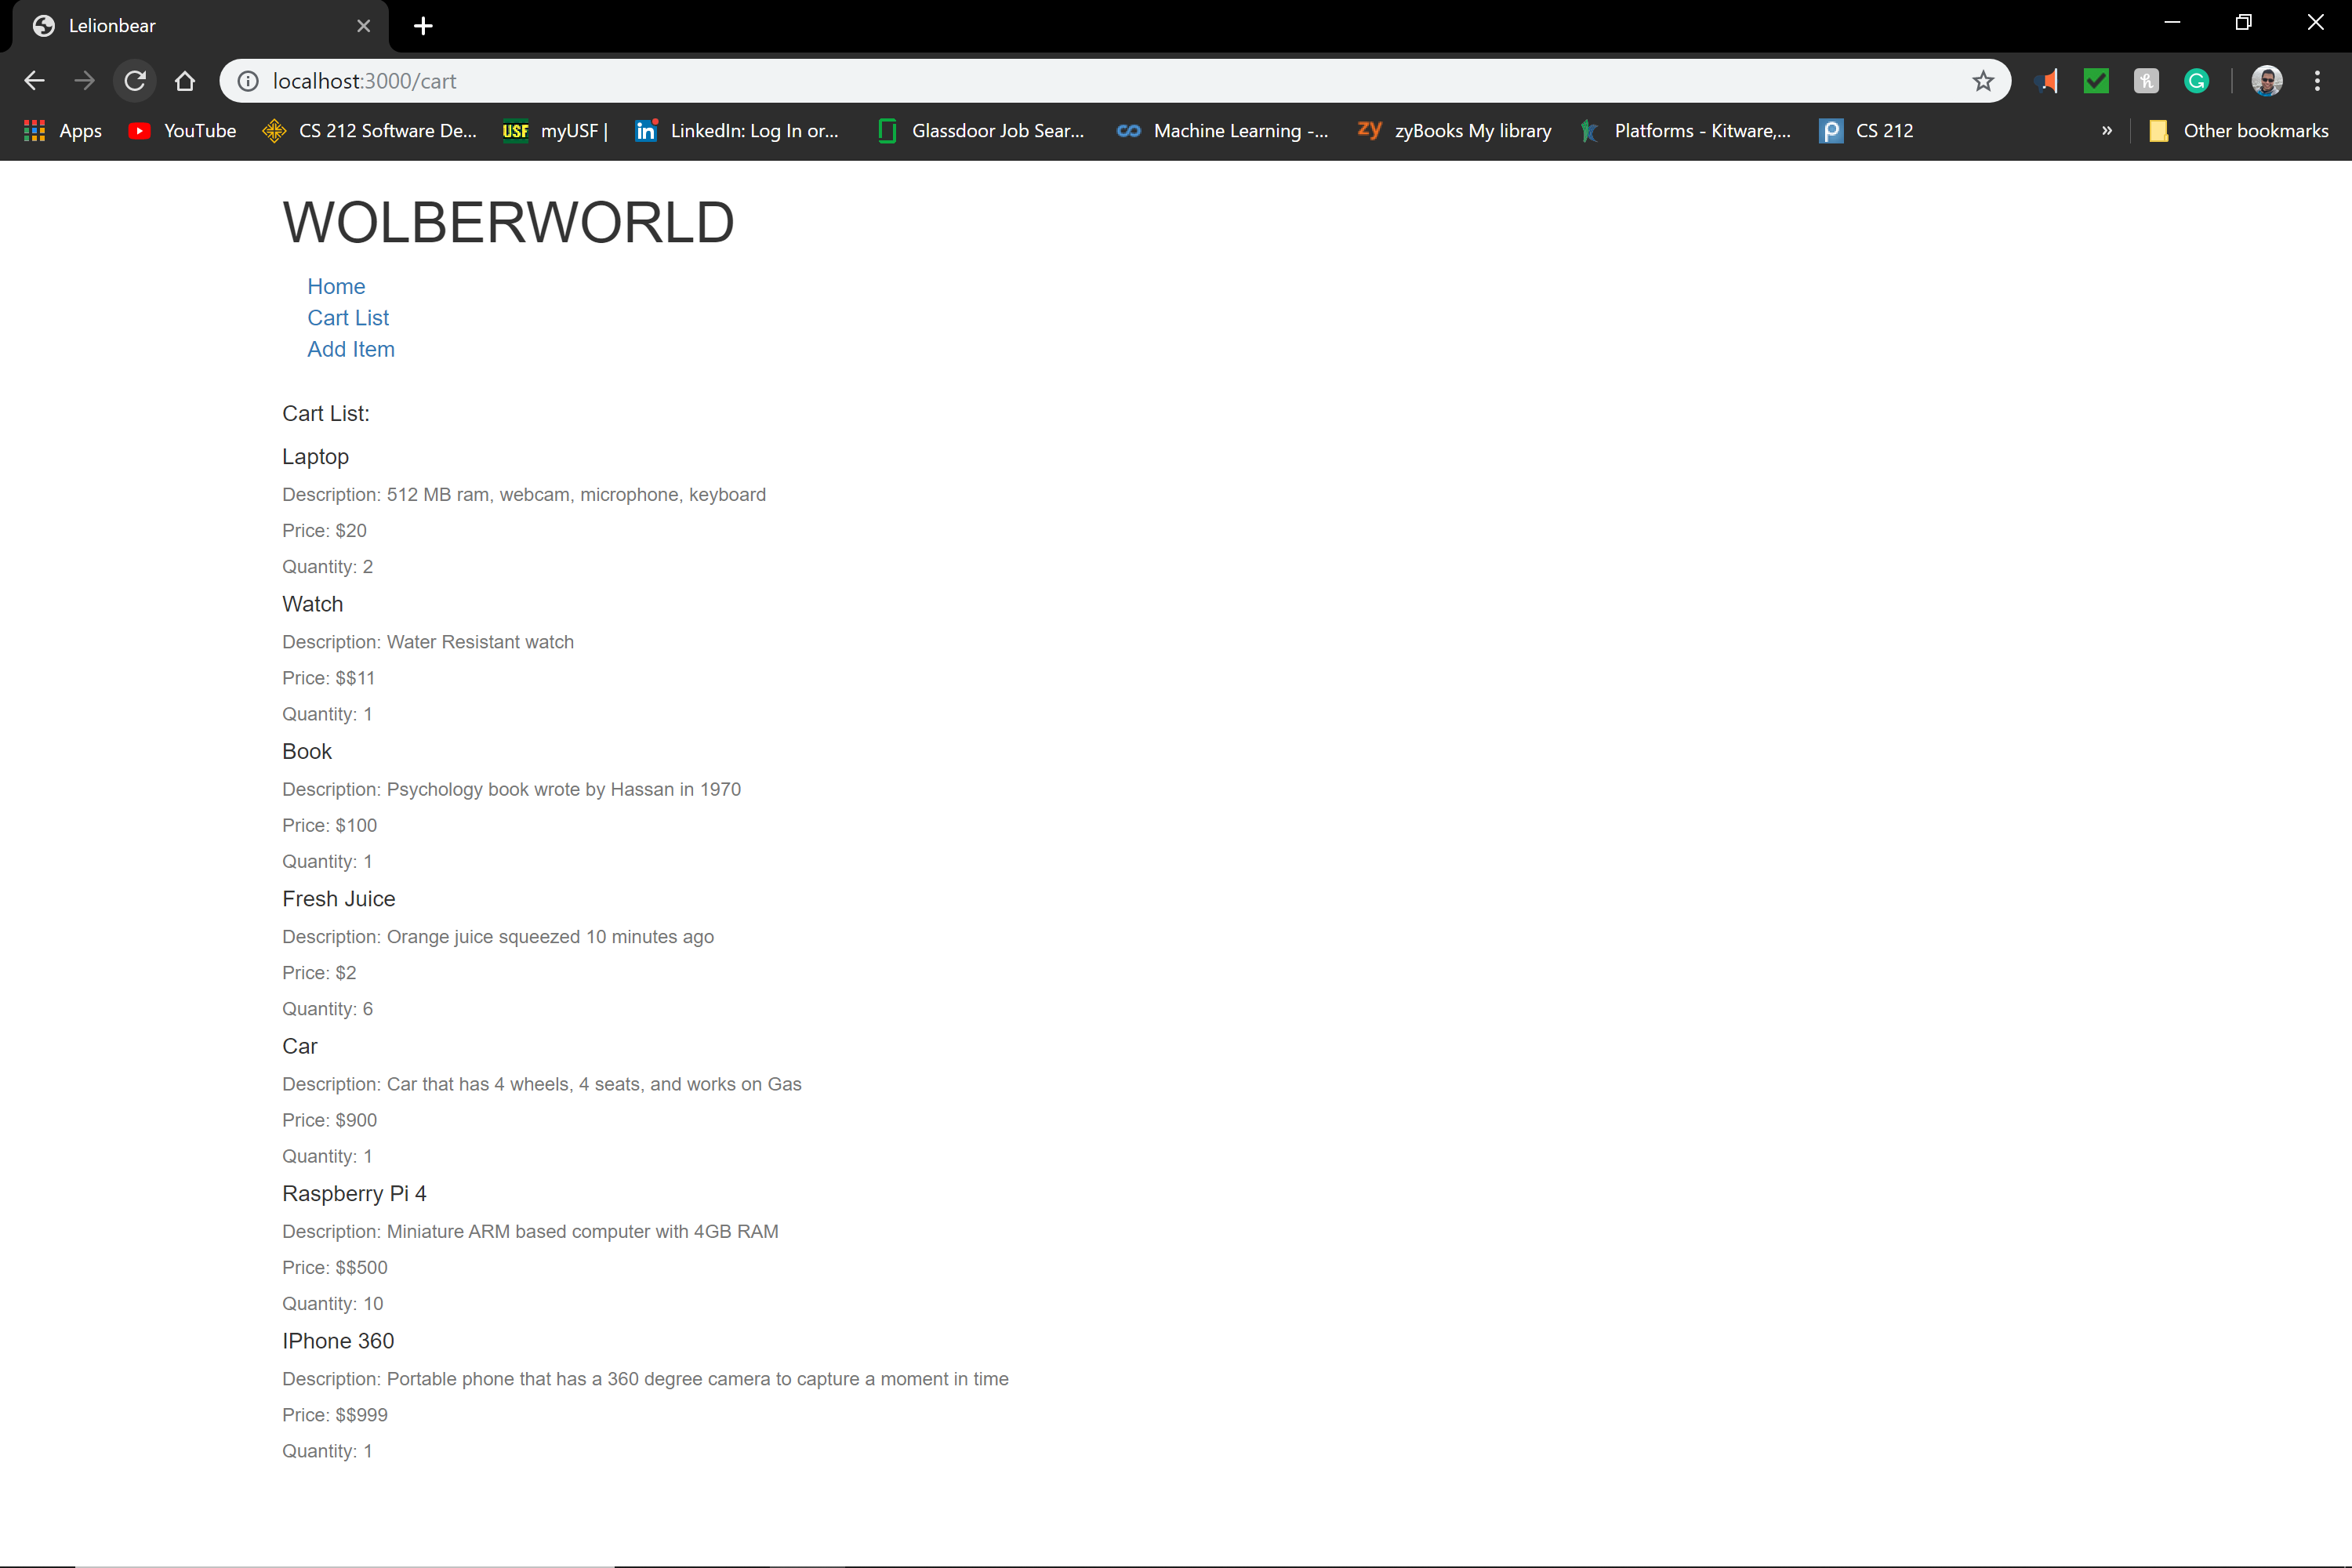 Lelionbear
localhost:3000/cart
Apps YouTube CS 212 Software De... USF myUSF | in LinkedIn: Log In or... Glassdoor Job Sear... Machine Learning -... zy zyBooks My library Platforms - Kitware,... CS 212 » Other bookmarks
WOLBERWORLD
Home
Cart List
Add Item
Cart List:
Laptop
Description: 512 MB ram, webcam, microphone, keyboard
Price: $20
Quantity: 2
Watch
Description: Water Resistant watch
Price: $$11
Quantity: 1
Book
Description: Psychology book wrote by Hassan in 1970
Price: $100
Quantity: 1
Fresh Juice
Description: Orange juice squeezed 10 minutes ago
Price: $2
Quantity: 6
Car
Description: Car that has 4 wheels, 4 seats, and works on Gas
Price: $900
Quantity: 1
Raspberry Pi 4
Description: Miniature ARM based computer with 4GB RAM
Price: $$500
Quantity: 10
IPhone 360
Description: Portable phone that has a 360 degree camera to capture a moment in time
Price: $$999
Quantity: 1